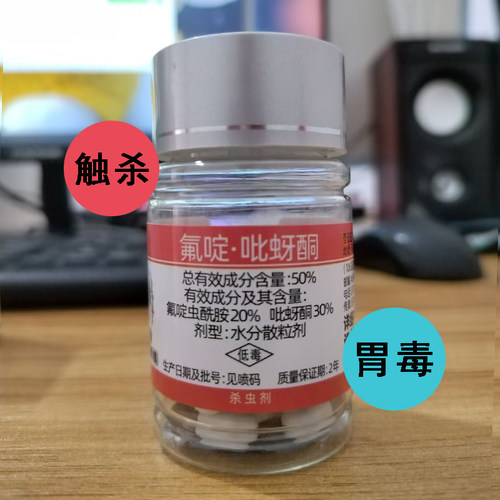 触杀
氟啶·吡蚜酮
总有效成分含量:50%
有效成分及其含量:
氟啶虫酰胺20% 吡蚜酮30%
剂型:水分散粒剂
低毒
生产日期及批号:见喷码 质量保证期:2年
杀虫剂
胃毒